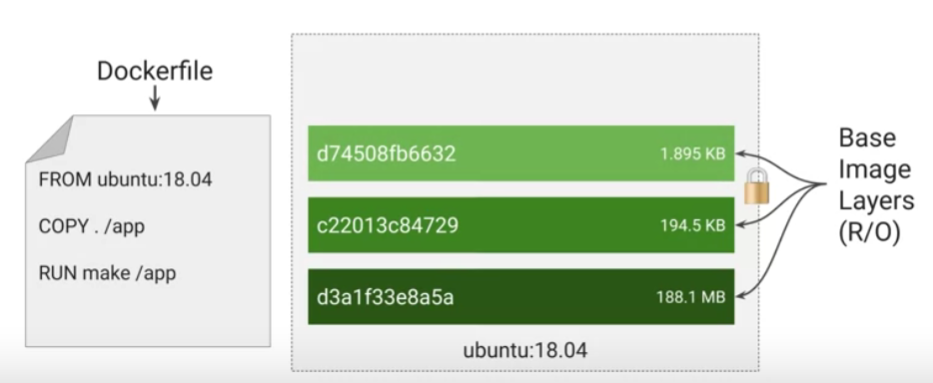 Dockerfile
FROM ubuntu:18.04
COPY . /app
RUN make /app
d74508fb6632 1.895 KB
c22013c84729 194.5 KB
d3a1f33e8a5a 188.1 MB
ubuntu:18.04
Base
Image
Layers
(R/O)